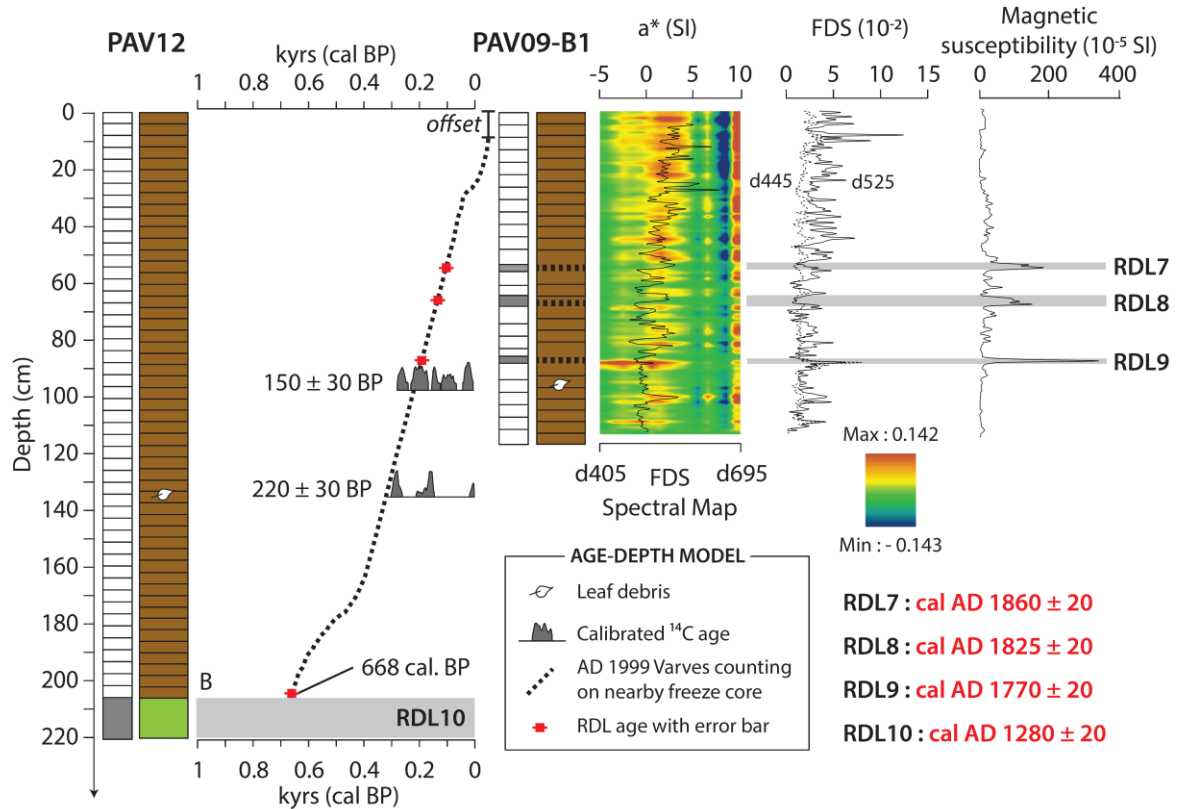 PAV12
kyrs (cal BP)
1 0.8 0.6 0.4 0.2 0
PAV09-B1
a* (SI)
-5 0 5 10
FDS (10⁻²)
0 5 10 15
Magnetic
susceptibility (10⁻⁵ SI)
0 200 400
Depth (cm)
0
20
40
60
80
100
120
140
160
180
200
220
offset
d445
d525
RDL7
RDL8
RDL9
150 ± 30 BP
220 ± 30 BP
668 cal. BP
B
RDL10
1 0.8 0.6 0.4 0.2 0
kyrs (cal BP)
d405 FDS d695
Spectral Map
Max : 0.142
Min : - 0.143
AGE-DEPTH MODEL
Leaf debris
Calibrated ¹⁴C age
AD 1999 Varves counting
on nearby freeze core
RDL age with error bar
RDL7 : cal AD 1860 ± 20
RDL8 : cal AD 1825 ± 20
RDL9 : cal AD 1770 ± 20
RDL10 : cal AD 1280 ± 20